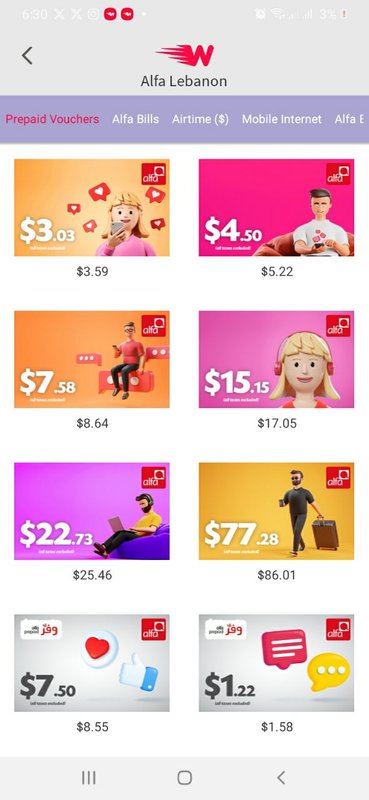 6:30
3%
W
Alfa Lebanon
Prepaid Vouchers Alfa Bills Airtime ($) Mobile Internet Alfa E
alfa
$3.03
(all taxes excluded)
$3.59
alfa
$4.50
(all taxes excluded)
$5.22
alfa
$7.58
(all taxes excluded)
$8.64
alfa
$15.15
(all taxes excluded)
$17.05
alfa
$22.73
(all taxes excluded)
$25.46
alfa
$77.28
(all taxes excluded)
$86.01
alfa prepaid وفّر
alfa
$7.50
(all taxes excluded)
$8.55
alfa prepaid وفّر
alfa
$1.22
(all taxes excluded)
$1.58